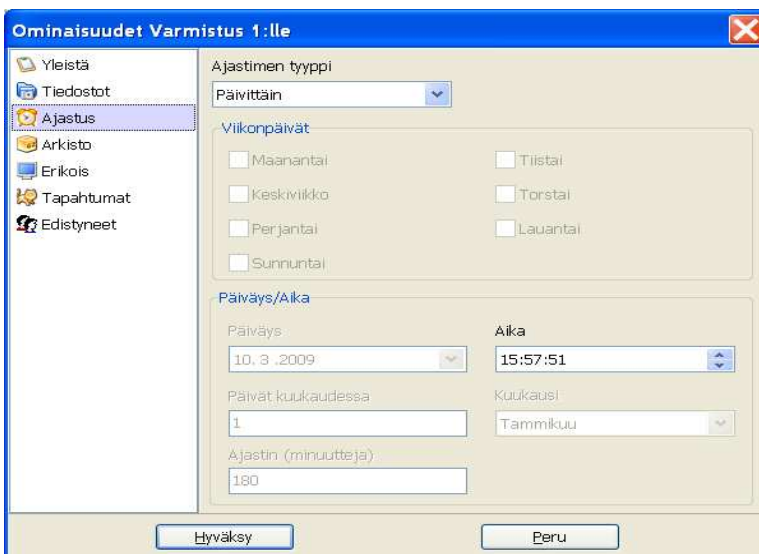 Ominaisuudet Varmistus 1:lle
Yleistä
Tiedostot
Ajastus
Arkisto
Erikois
Tapahtumat
Edistyneet
Ajastimen tyyppi
Päivittäin
Viikonpäivät
Maanantai
Tiistai
Keskiviikko
Torstai
Perjantai
Lauantai
Sunnuntai
Päiväys/Aika
Päiväys
Aika
10. 3 .2009
15:57:51
Päivät kuukaudessa
Kuukausi
1
Tammikuu
Ajastin (minuutteja)
180
Hyväksy
Peru